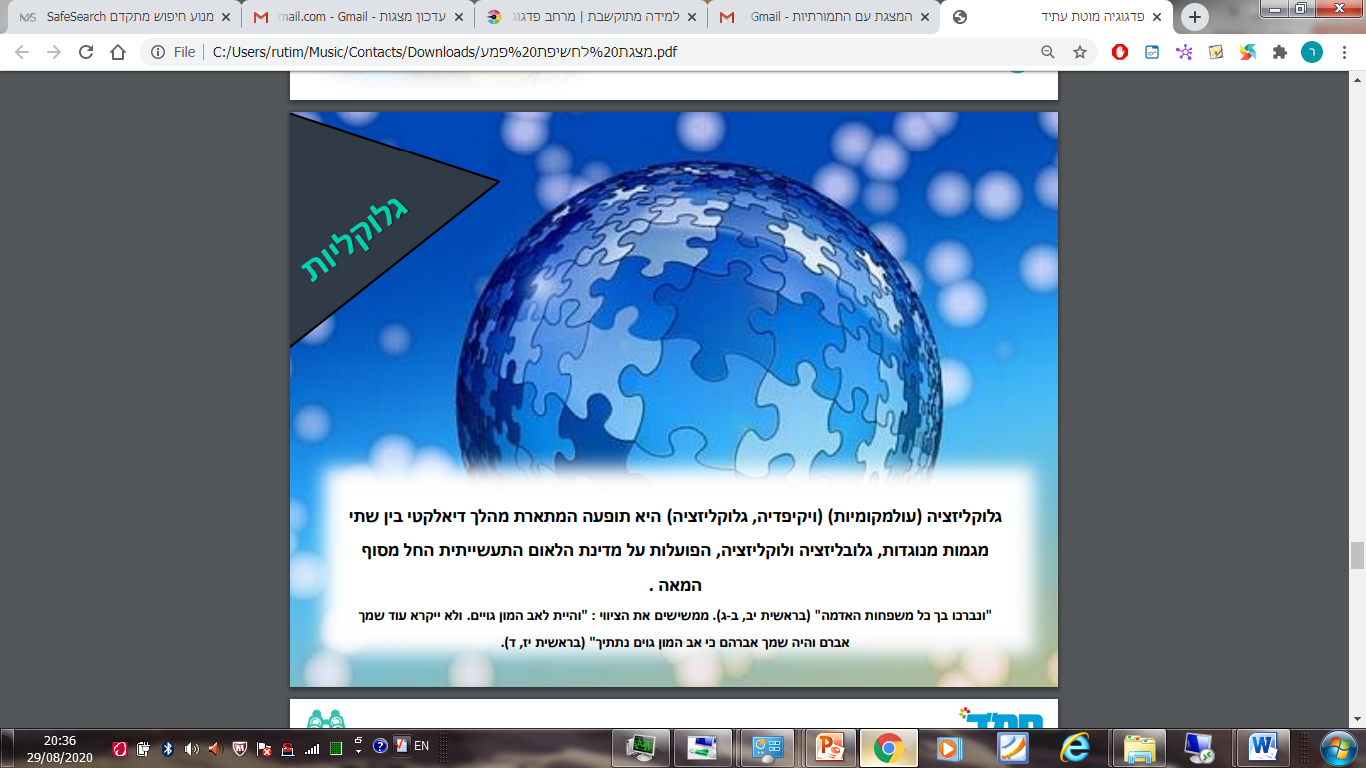 פדגוגיה מוטת עתיד
המצגת עם התמורתיות - Gmail
למידה מתוקשבת | מרחב פדגוג
עדכון מצגות - mail.com - Gmail
מנוע חיפוש מתקדם SafeSearch
File | C:/Users/rutim/Music/Contacts/Downloads/מצגת%20לחשיפת%20פמע.pdf
ר
גלוקליות
גלוקליזציה (עולמקומיות) (ויקיפדיה, גלוקליזציה) היא תופעה המתארת מהלך דיאלקטי בין שתי
מגמות מנוגדות, גלובליזציה ולוקליזציה, הפועלות על מדינת הלאום התעשייתית החל מסוף
המאה .
"ונברכו בך כל משפחות האדמה" (בראשית יב, ב-ג). ממשישים את הציווי : "והיית לאב המון גויים. ולא ייקרא עוד שמך
אברם והיה שמך אברהם כי אב המון גוים נתתיך" (בראשית יז, ד).
EN
20:36
29/08/2020